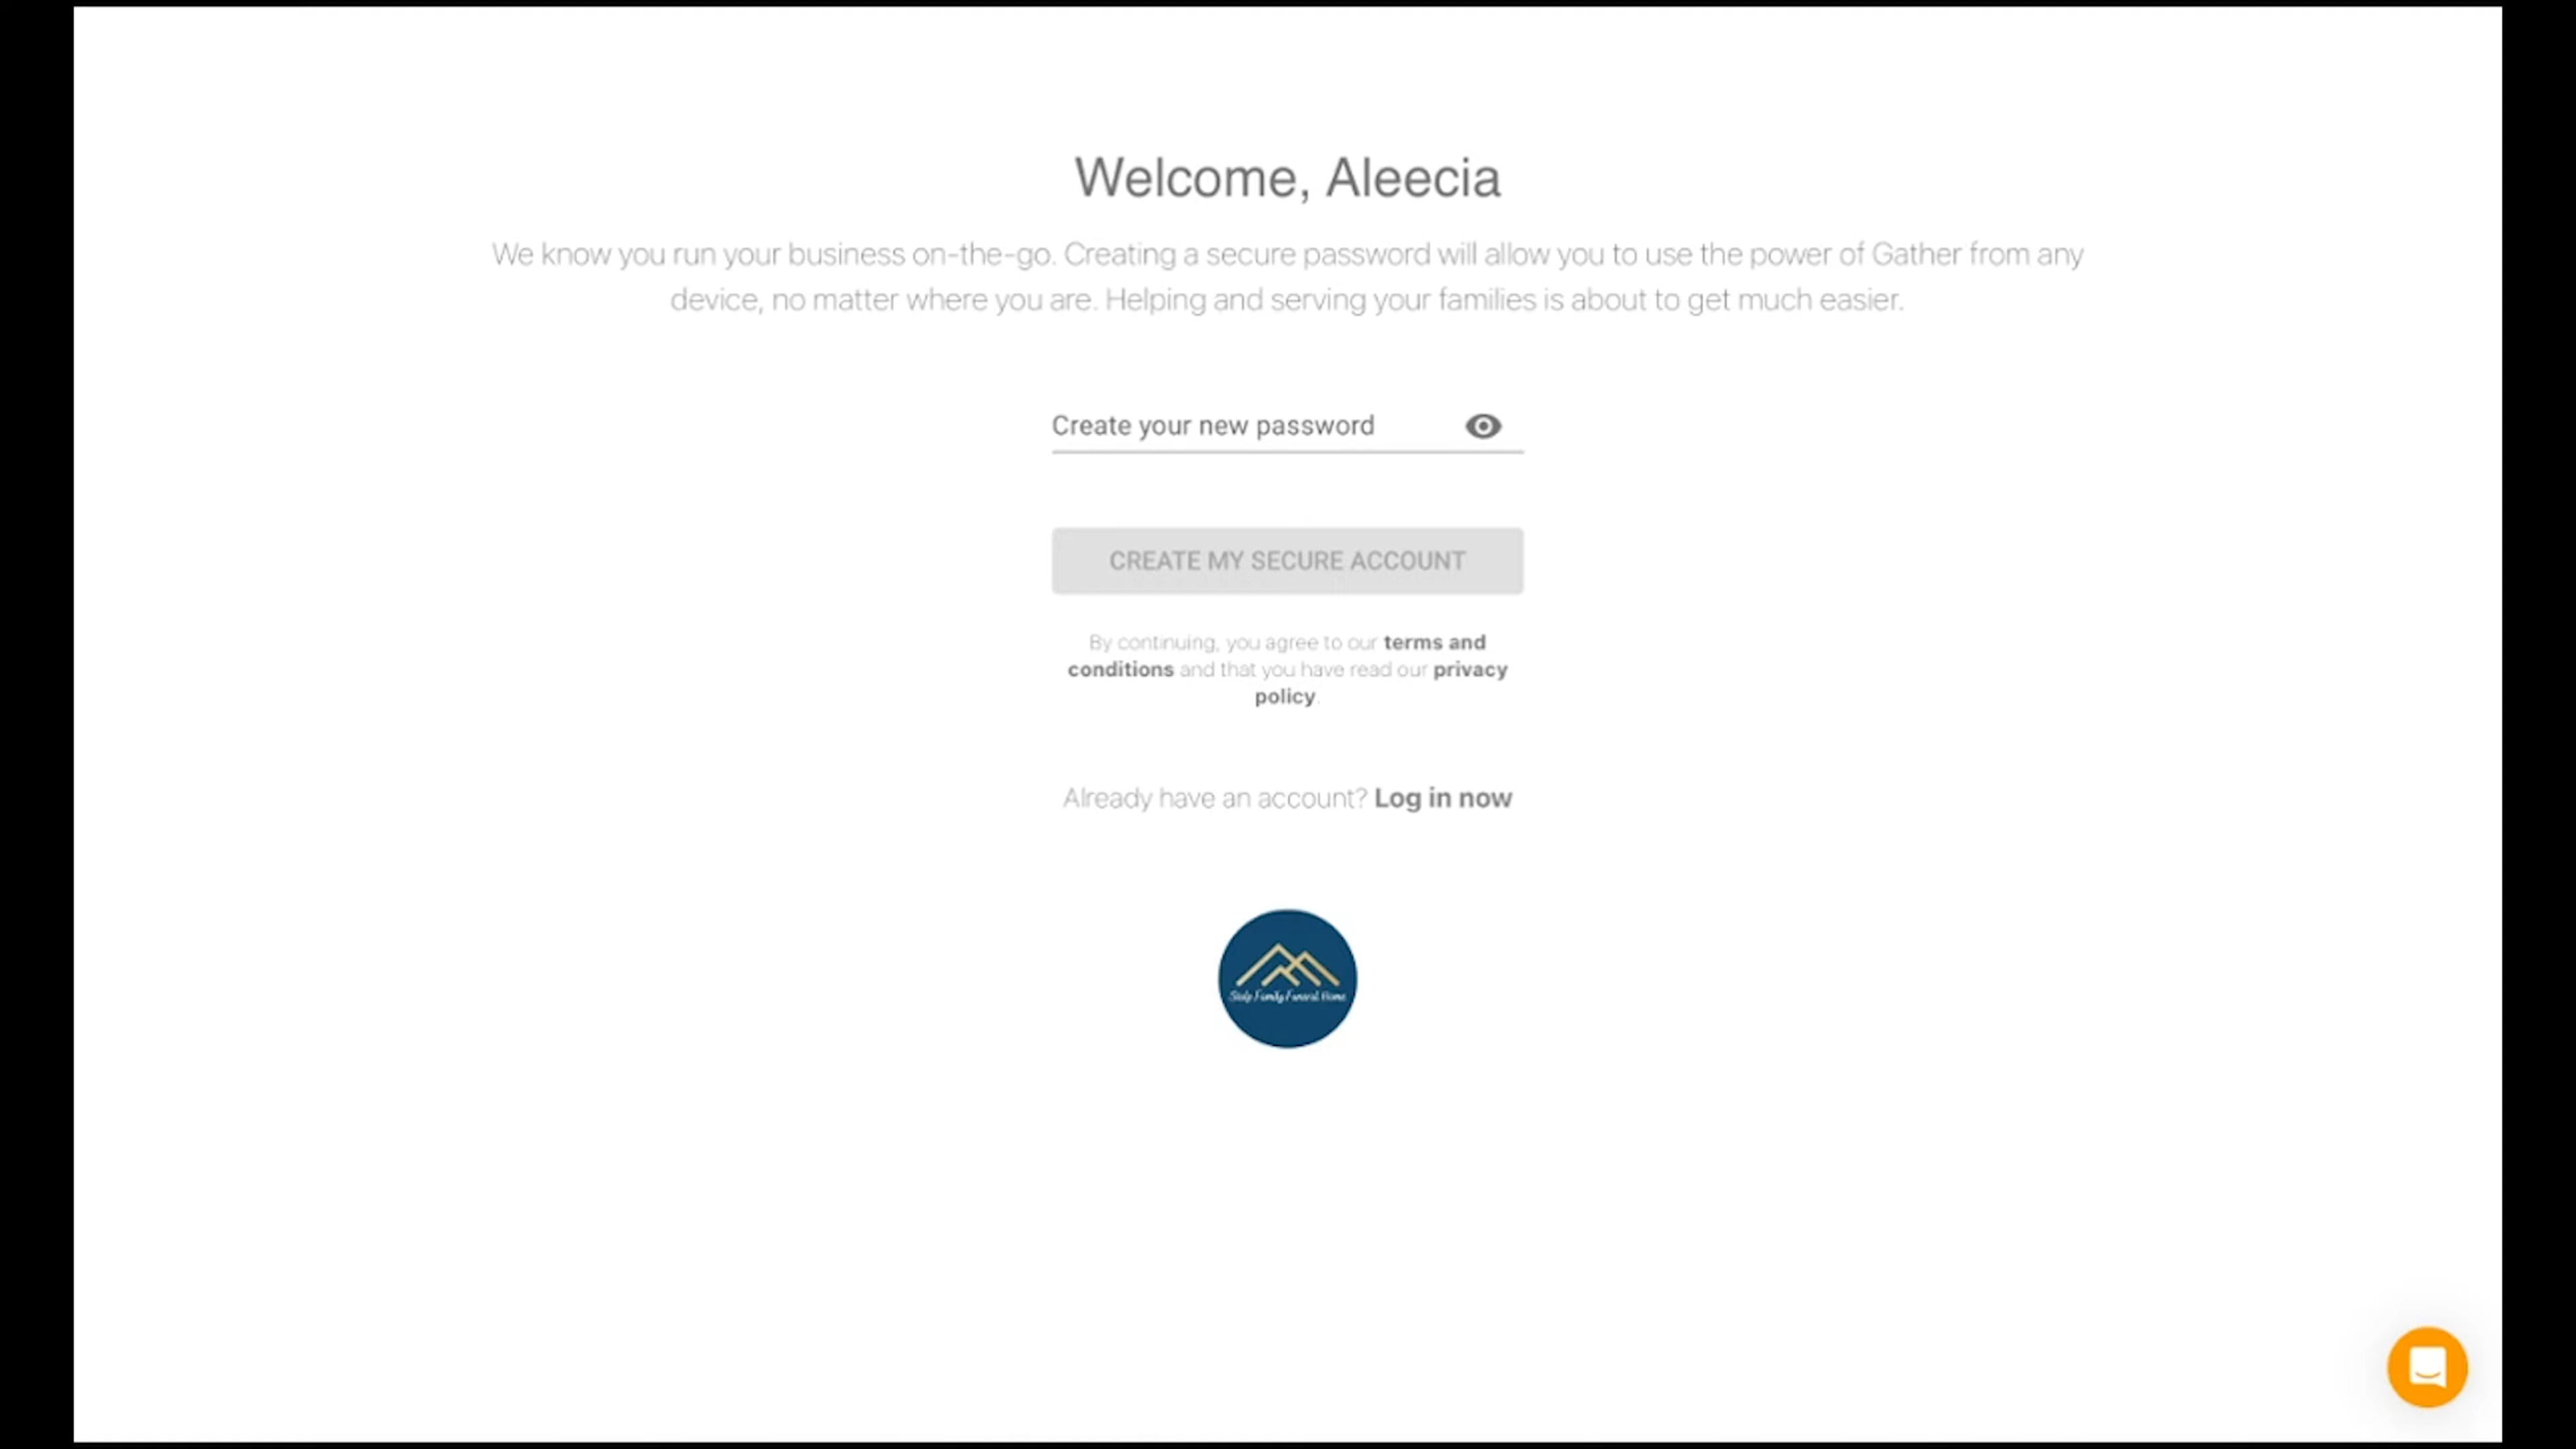 Welcome, Aleecia
We know you run your business on-the-go. Creating a secure password will allow you to use the power of Gather from any
device, no matter where you are. Helping and serving your families is about to get much easier.
Create your new password
CREATE MY SECURE ACCOUNT
By continuing, you agree to our terms and
conditions and that you have read our privacy
policy.
Already have an account? Log in now
Family Funeral Home